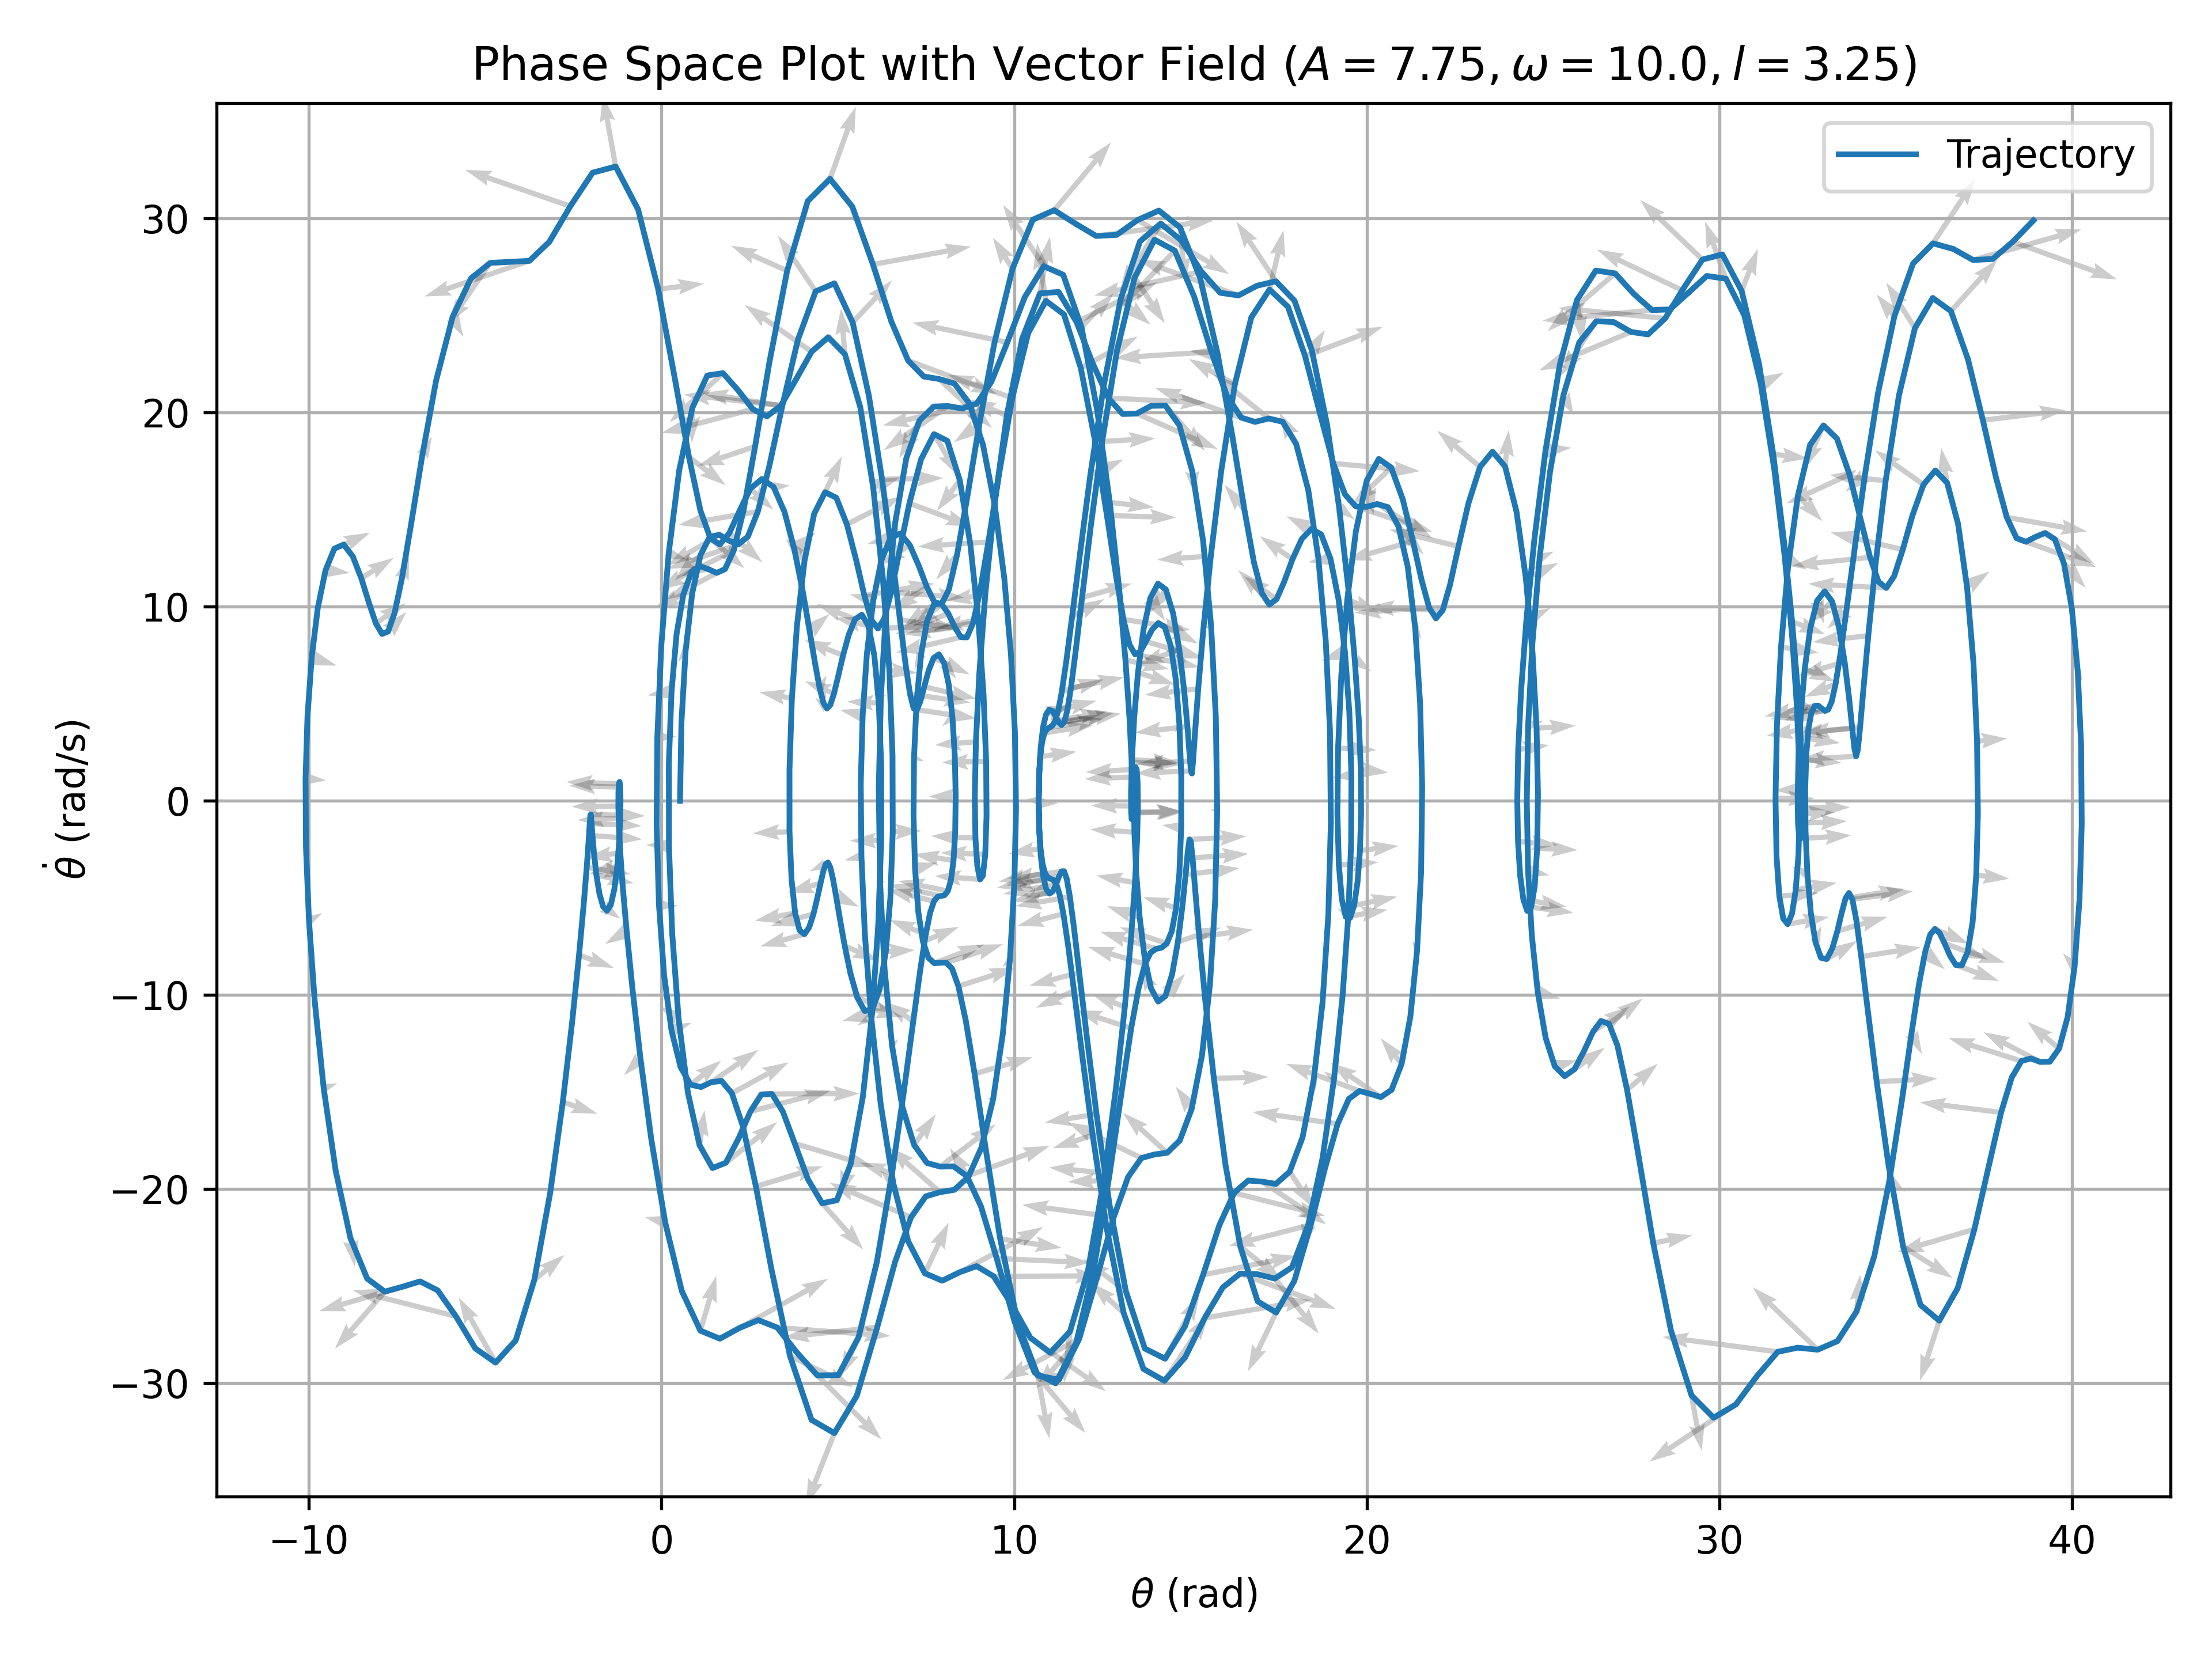 Phase Space Plot with Vector Field (A = 7.75, ω = 10.0, l = 3.25)
Trajectory
30
20
10
0
−10
−20
−30
θ̇ (rad/s)
−10 0 10 20 30 40
θ (rad)